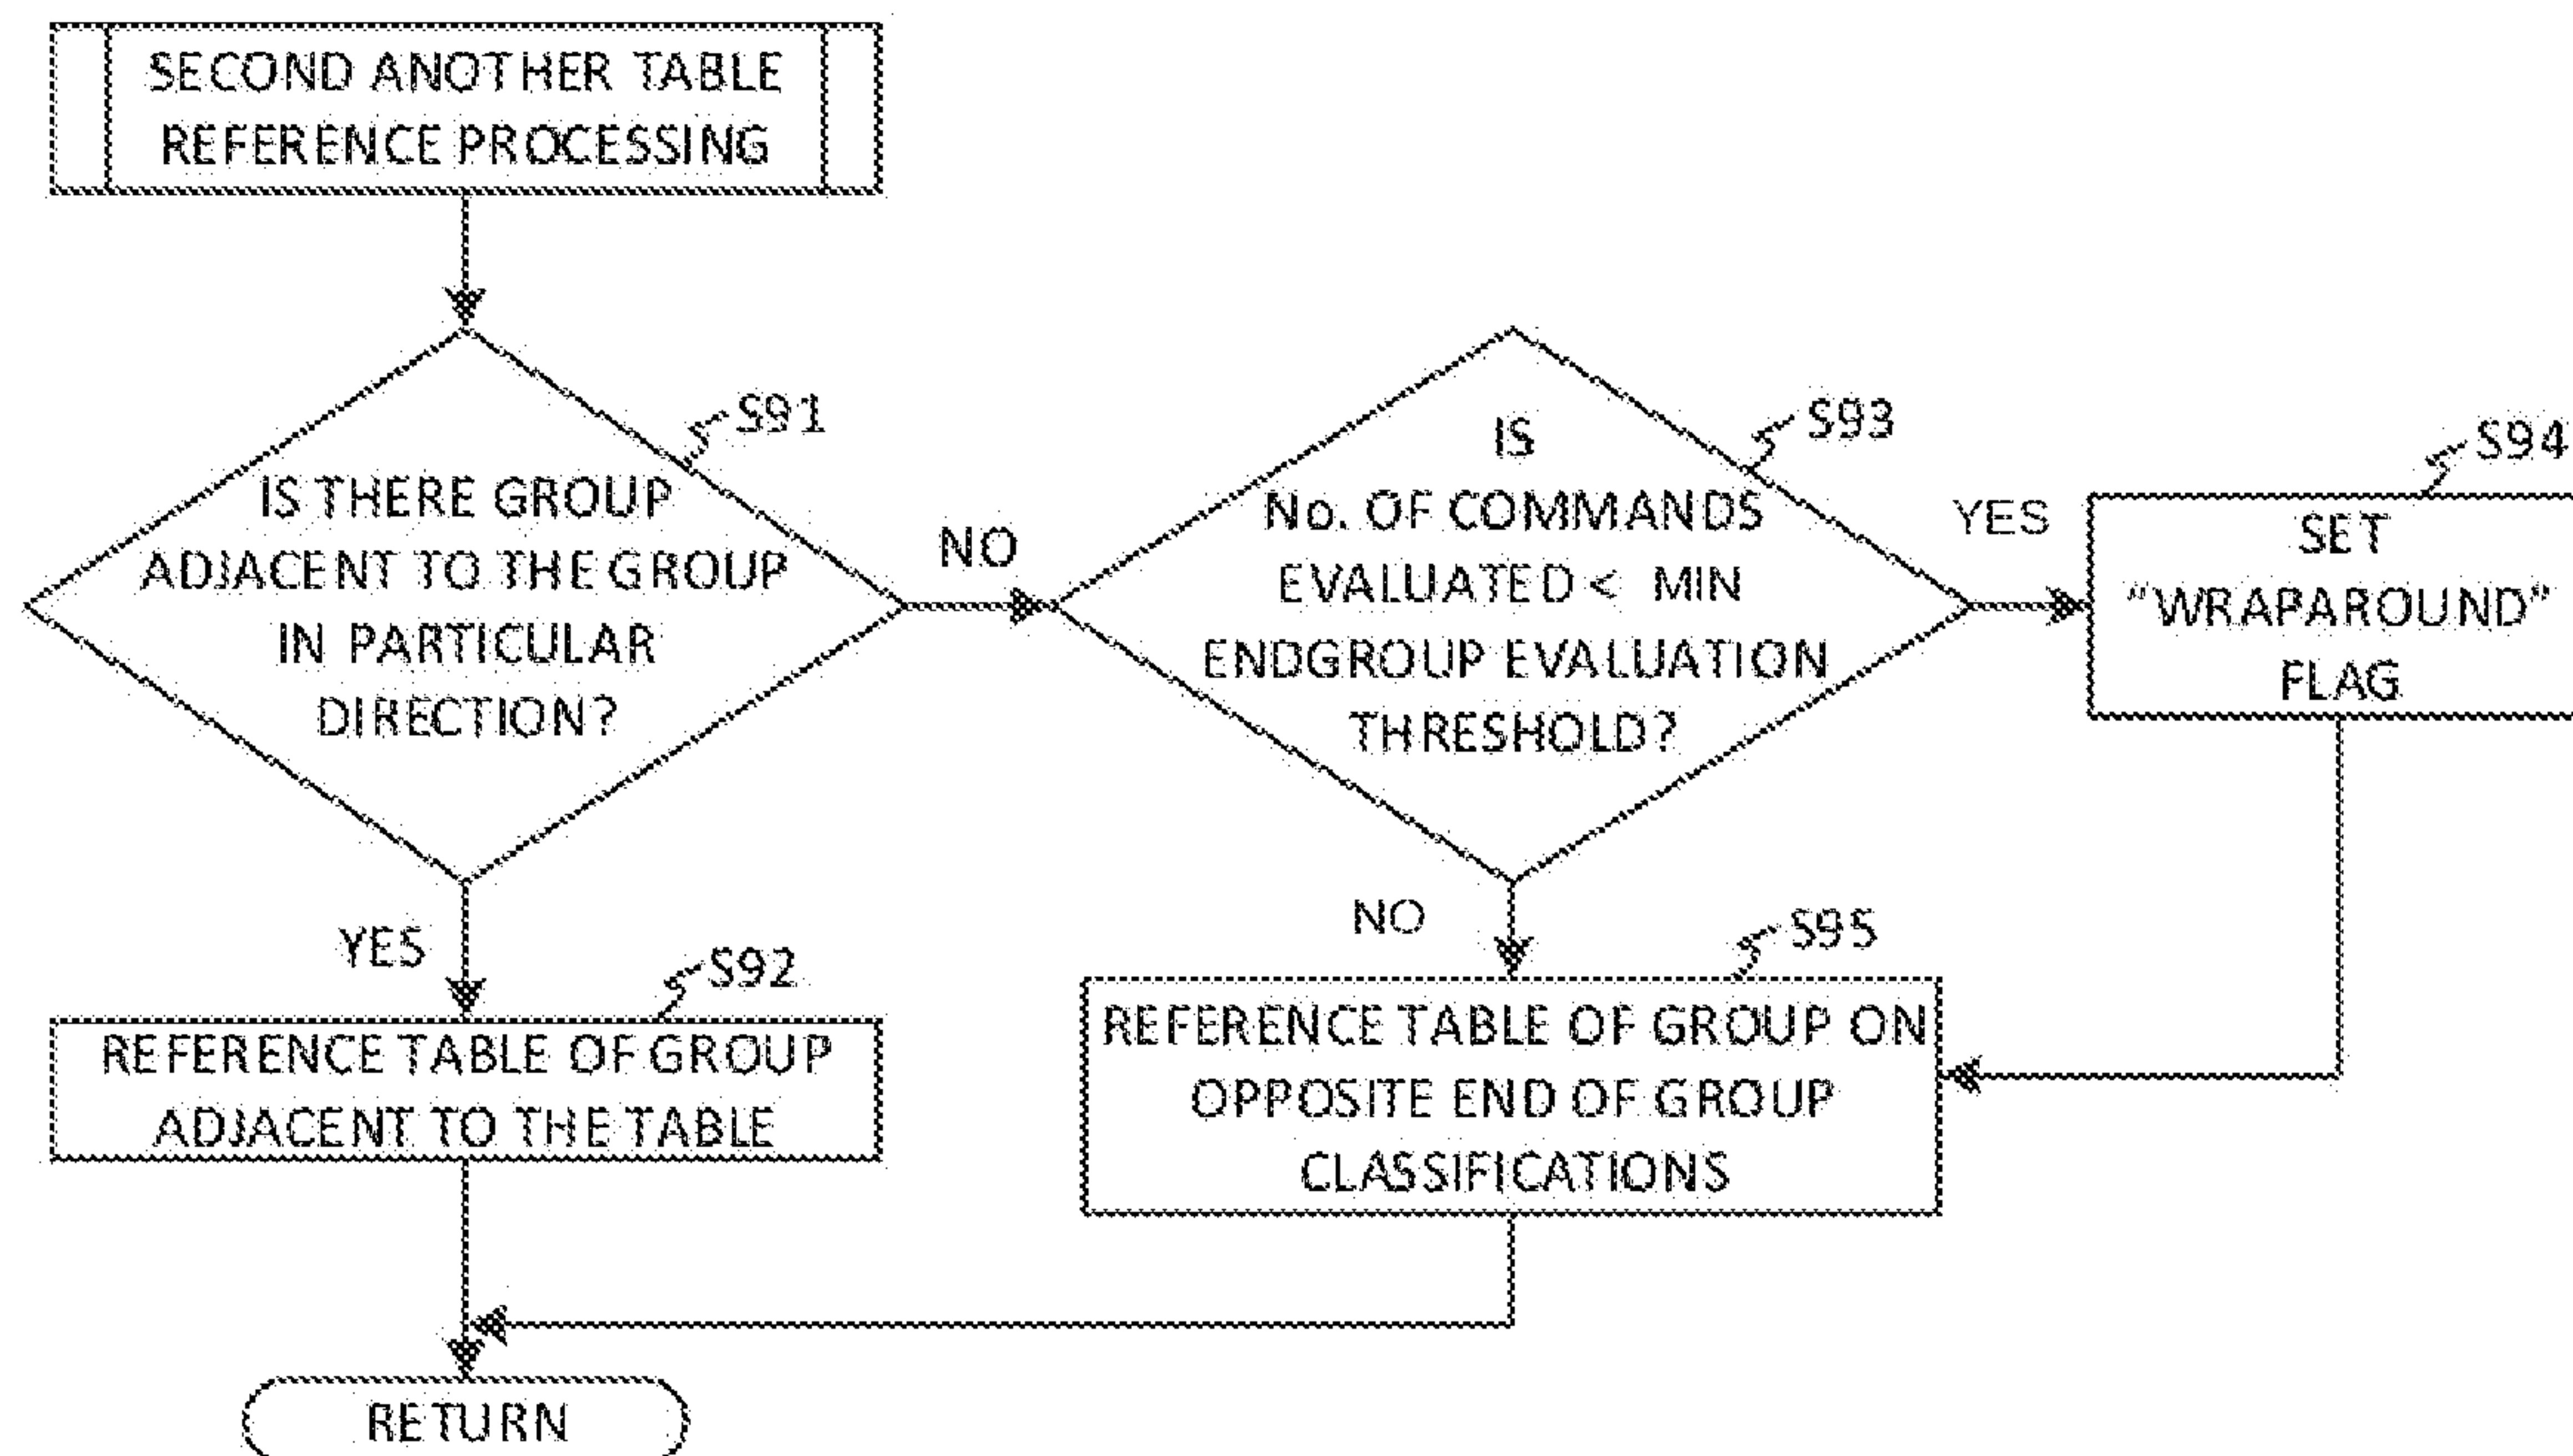 SECOND ANOTHER TABLE
REFERENCE PROCESSING
S91
IS THERE GROUP
ADJACENT TO THE GROUP
IN PARTICULAR
DIRECTION?
NO
YES
S92
REFERENCE TABLE OF GROUP
ADJACENT TO THE TABLE
S93
IS
No. OF COMMANDS
EVALUATED < MIN
ENDGROUP EVALUATION
THRESHOLD?
YES
S94
SET
"WRAPAROUND"
FLAG
NO
S95
REFERENCE TABLE OF GROUP ON
OPPOSITE END OF GROUP
CLASSIFICATIONS
RETURN